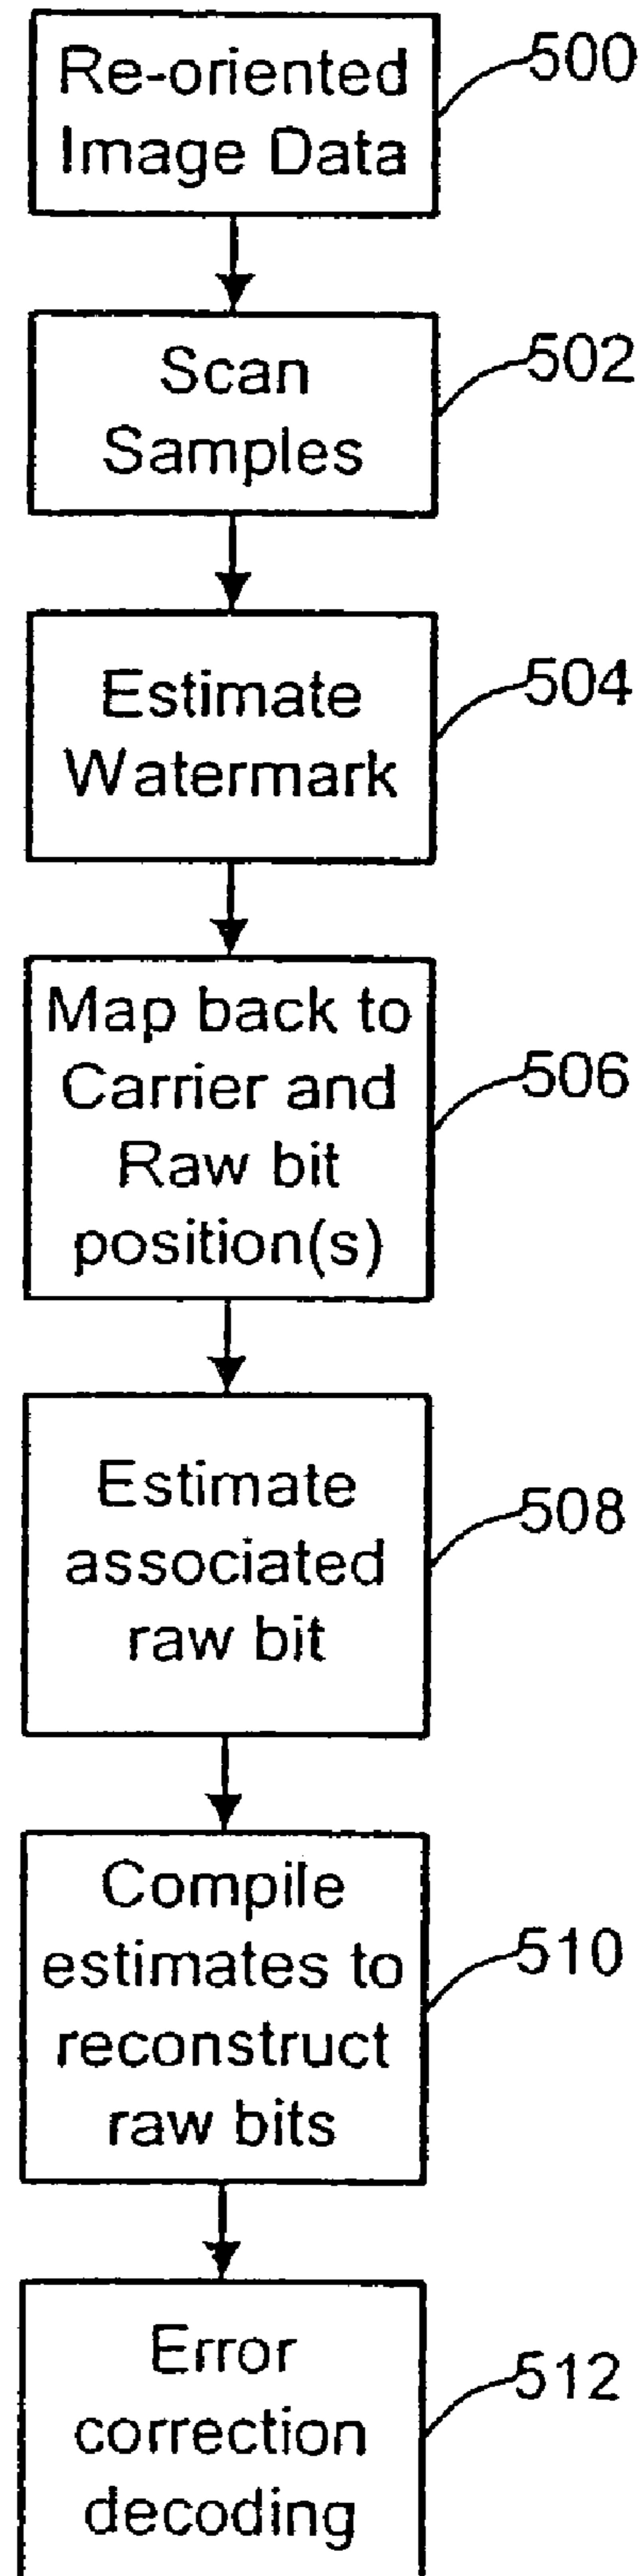 Re-oriented
Image Data
500
Scan
Samples
502
Estimate
Watermark
504
Map back to
Carrier and
Raw bit
position(s)
506
Estimate
associated
raw bit
508
Compile
estimates to
reconstruct
raw bits
510
Error
correction
decoding
512